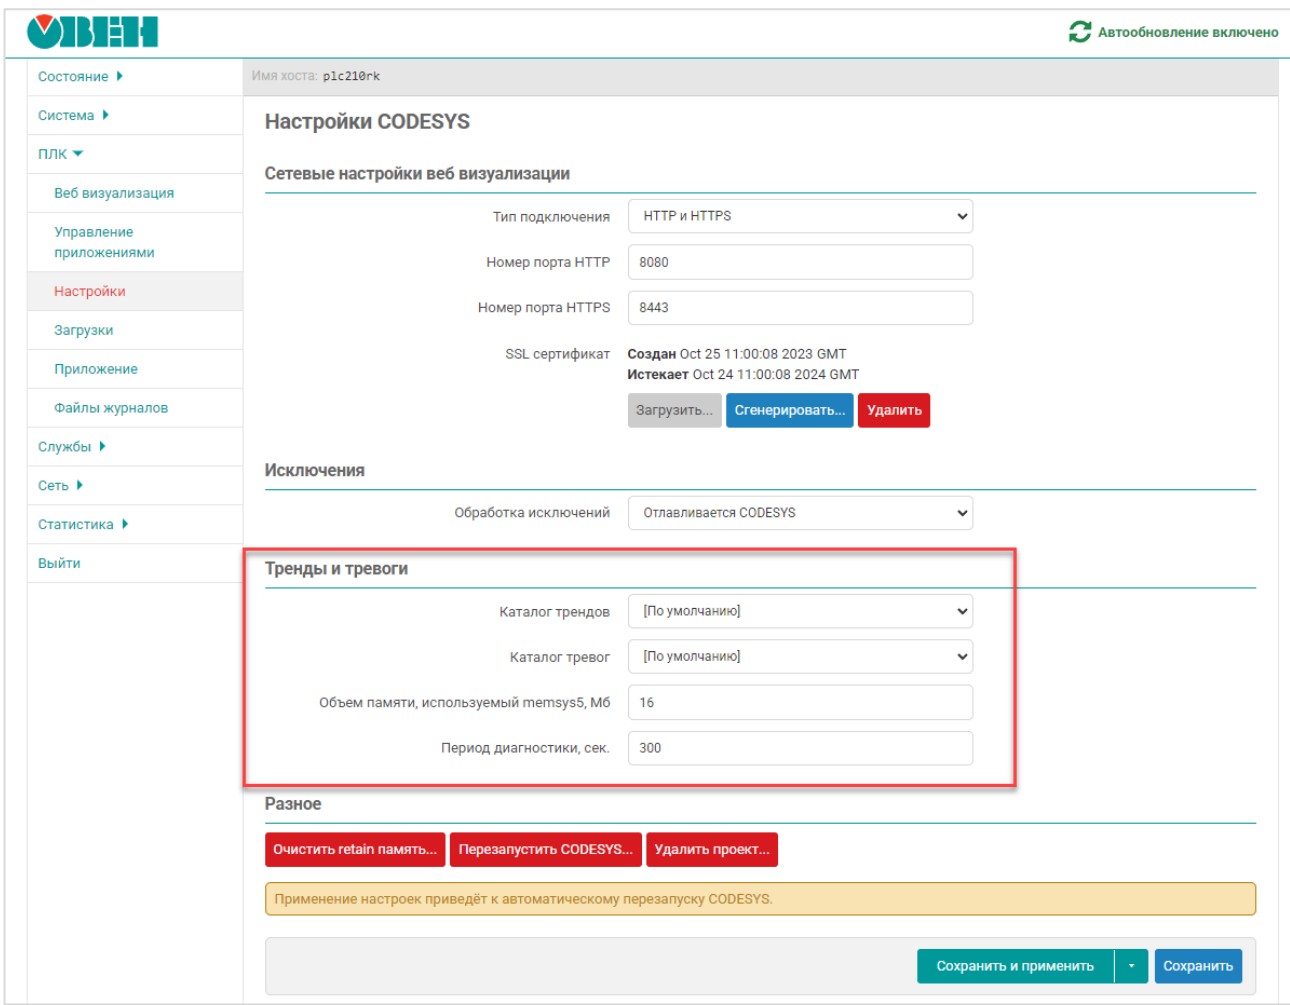 ОВЕН
Автообновление включено
Состояние
Система
ПЛК
Веб визуализация
Управление
приложениями
Настройки
Загрузки
Приложение
Файлы журналов
Службы
Сеть
Статистика
Выйти
Имя хоста: plc210rk
Настройки CODESYS
Сетевые настройки веб визуализации
Тип подключения HTTP и HTTPS
Номер порта HTTP 8080
Номер порта HTTPS 8443
SSL сертификат Создан Oct 25 11:00:08 2023 GMT
Истекает Oct 24 11:00:08 2024 GMT
Загрузить... Сгенерировать... Удалить
Исключения
Обработка исключений Отлавливается CODESYS
Тренды и тревоги
Каталог трендов [По умолчанию]
Каталог тревог [По умолчанию]
Объем памяти, используемый memsys5, Мб 16
Период диагностики, сек. 300
Разное
Очистить retain память... Перезапустить CODESYS... Удалить проект...
Применение настроек приведёт к автоматическому перезапуску CODESYS.
Сохранить и применить Сохранить